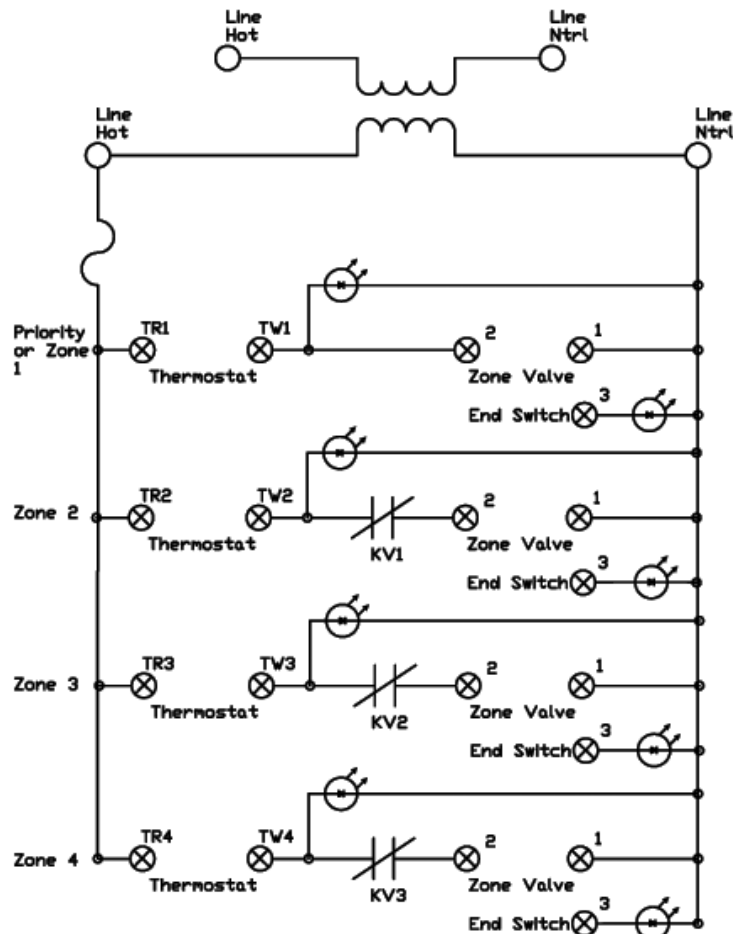 Line
Hot
Line
Ntrl
Line
Hot
Line
Ntrl
Priority
or Zone
1
TR1
TW1
2
1
Thermostat
Zone Valve
3
End Switch
Zone 2
TR2
TW2
2
1
Thermostat
KV1
Zone Valve
3
End Switch
Zone 3
TR3
TW3
2
1
Thermostat
KV2
Zone Valve
3
End Switch
Zone 4
TR4
TW4
2
1
Thermostat
KV3
Zone Valve
3
End Switch